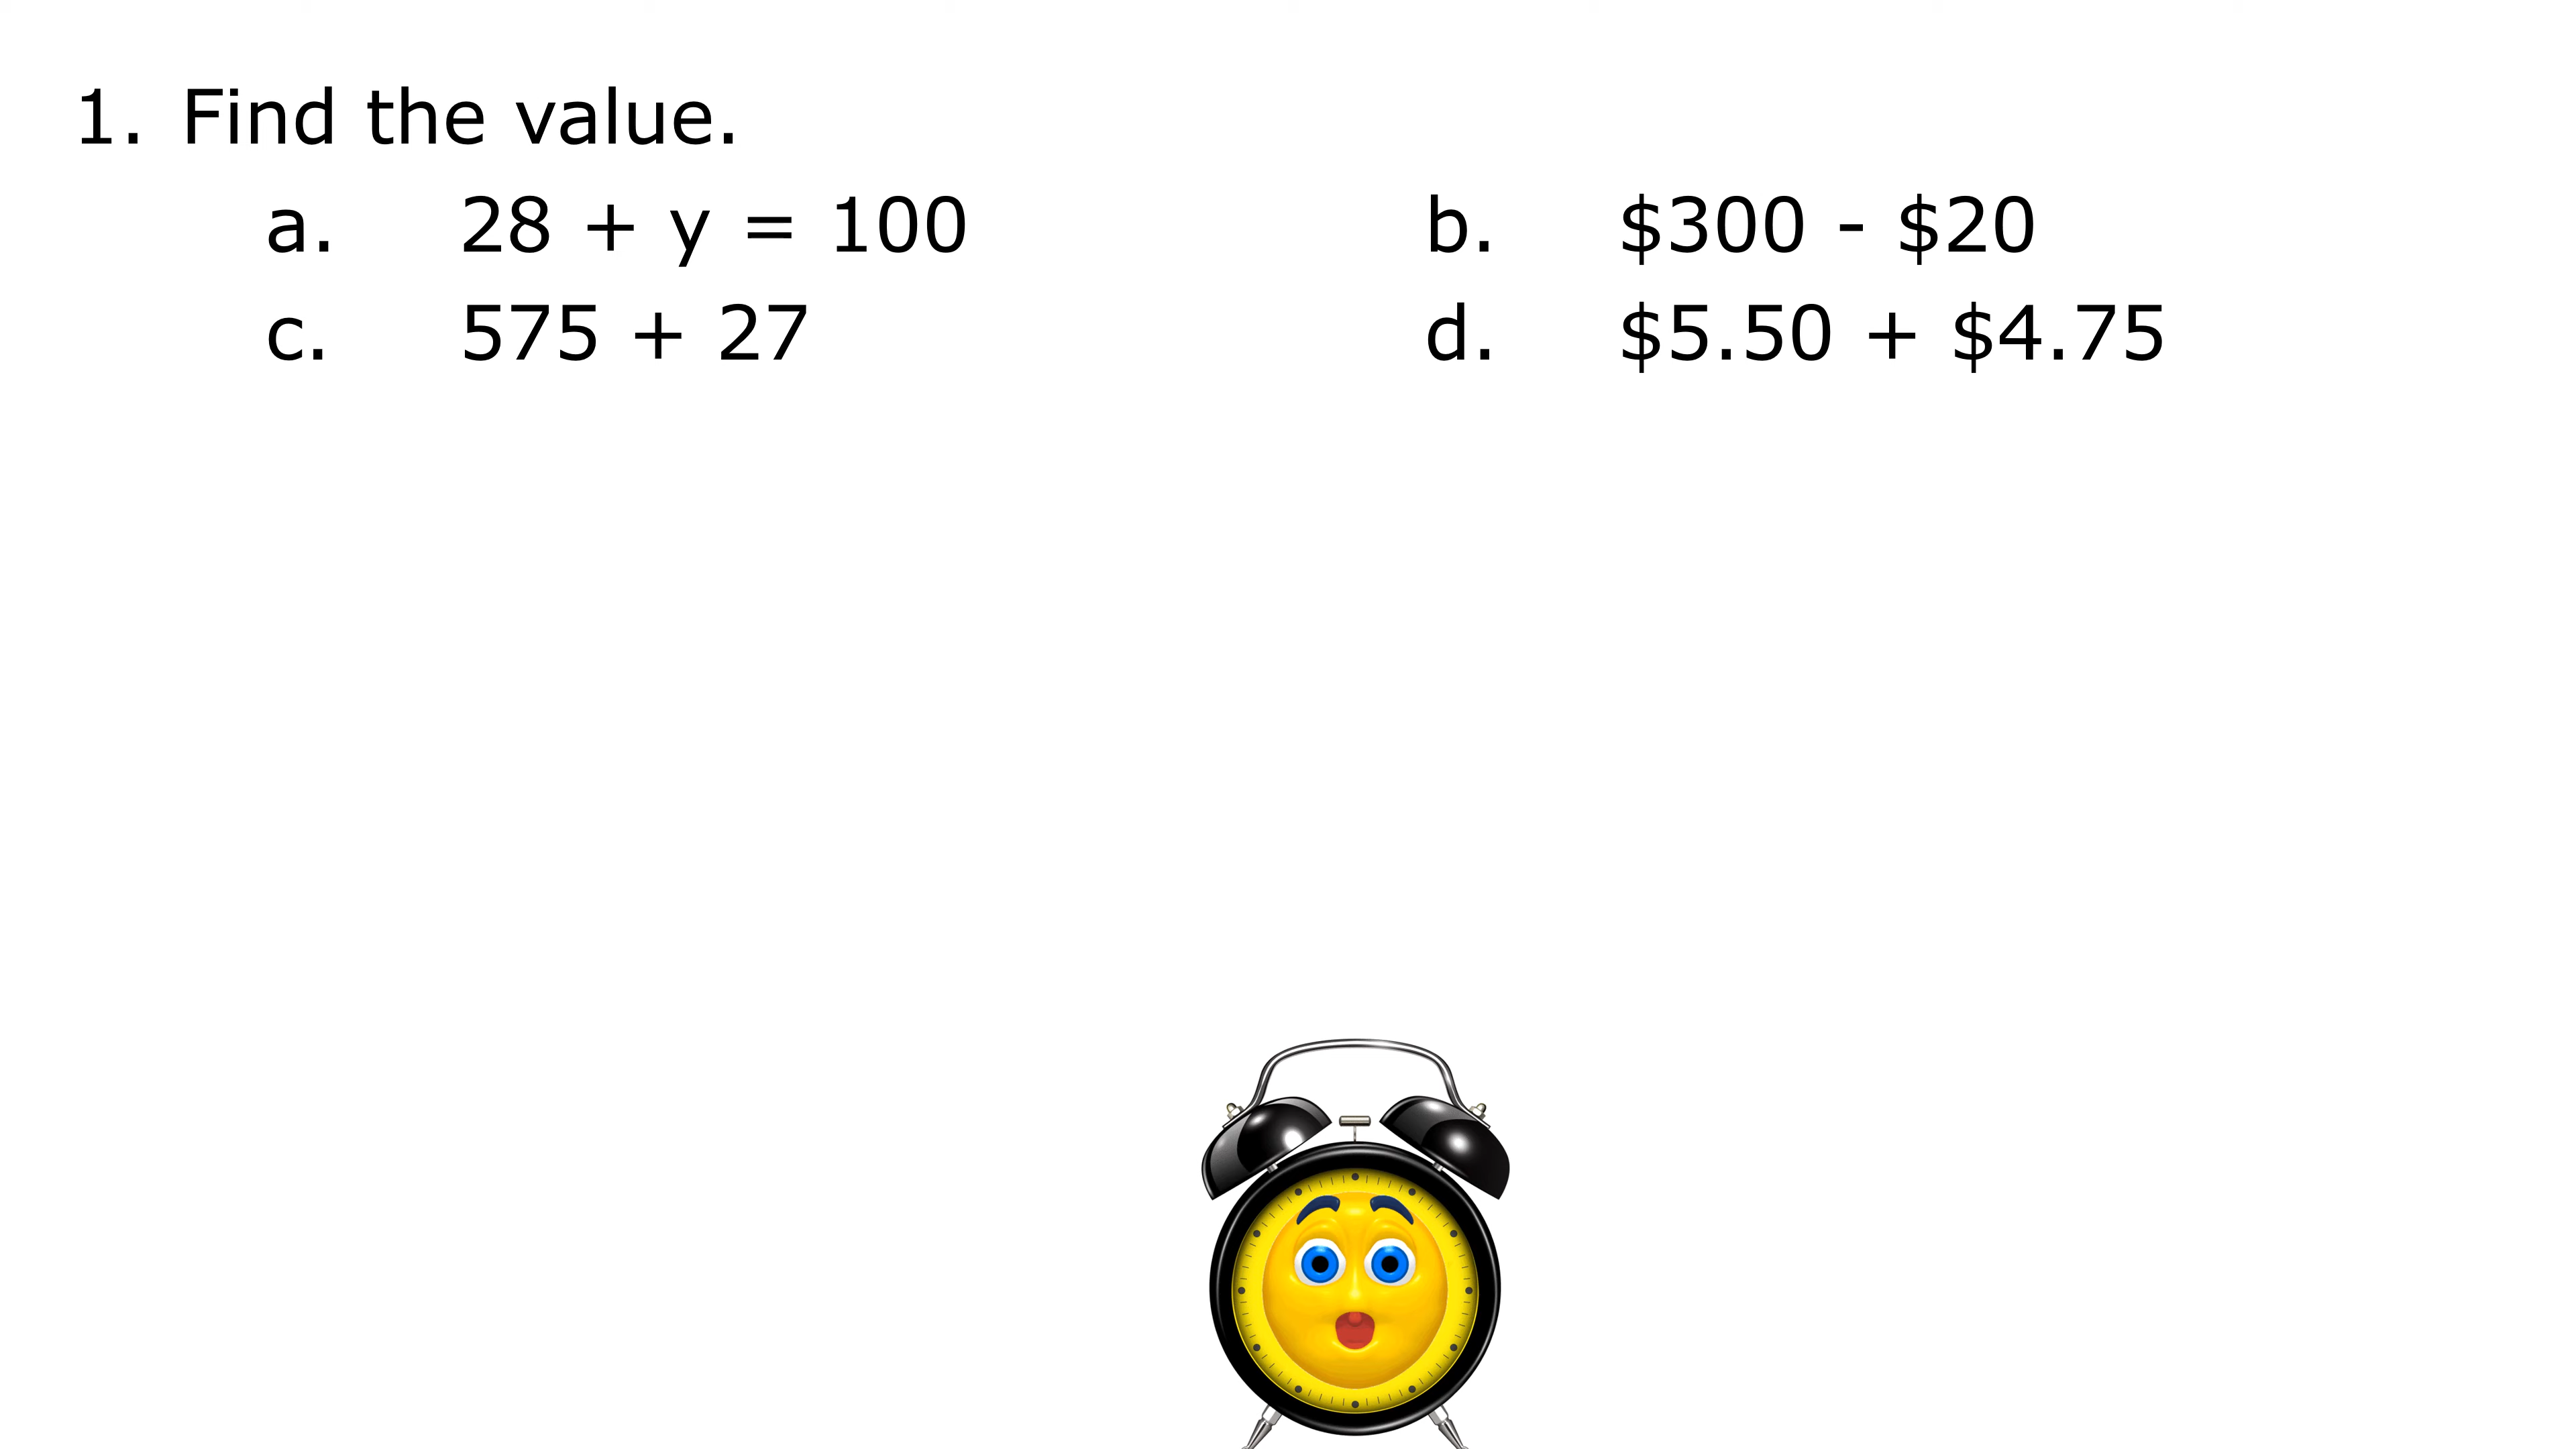 1. Find the value.
a. 28 + y = 100 b. $300 - $20
c. 575 + 27 d. $5.50 + $4.75